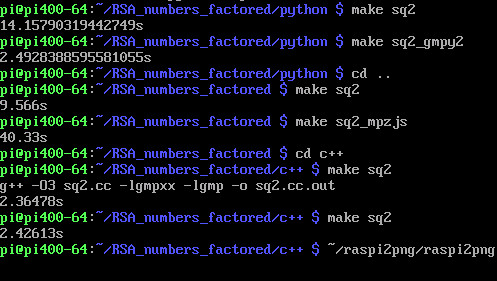 pi@pi400-64:~/RSA_numbers_factored/python $ make sq2
14.15790319442749s
pi@pi400-64:~/RSA_numbers_factored/python $ make sq2_gmpy2
2.4928388595581055s
pi@pi400-64:~/RSA_numbers_factored/python $ cd ..
pi@pi400-64:~/RSA_numbers_factored $ make sq2
9.566s
pi@pi400-64:~/RSA_numbers_factored $ make sq2_mpzjs
40.33s
pi@pi400-64:~/RSA_numbers_factored $ cd c++
pi@pi400-64:~/RSA_numbers_factored/c++ $ make sq2
g++ -O3 sq2.cc -lgmpxx -lgmp -o sq2.cc.out
2.36478s
pi@pi400-64:~/RSA_numbers_factored/c++ $ make sq2
2.42613s
pi@pi400-64:~/RSA_numbers_factored/c++ $ ~/raspi2png/raspi2png